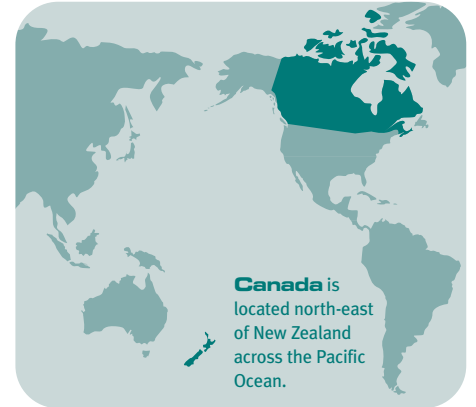 Canada is
located north-east
of New Zealand
across the Pacific
Ocean.